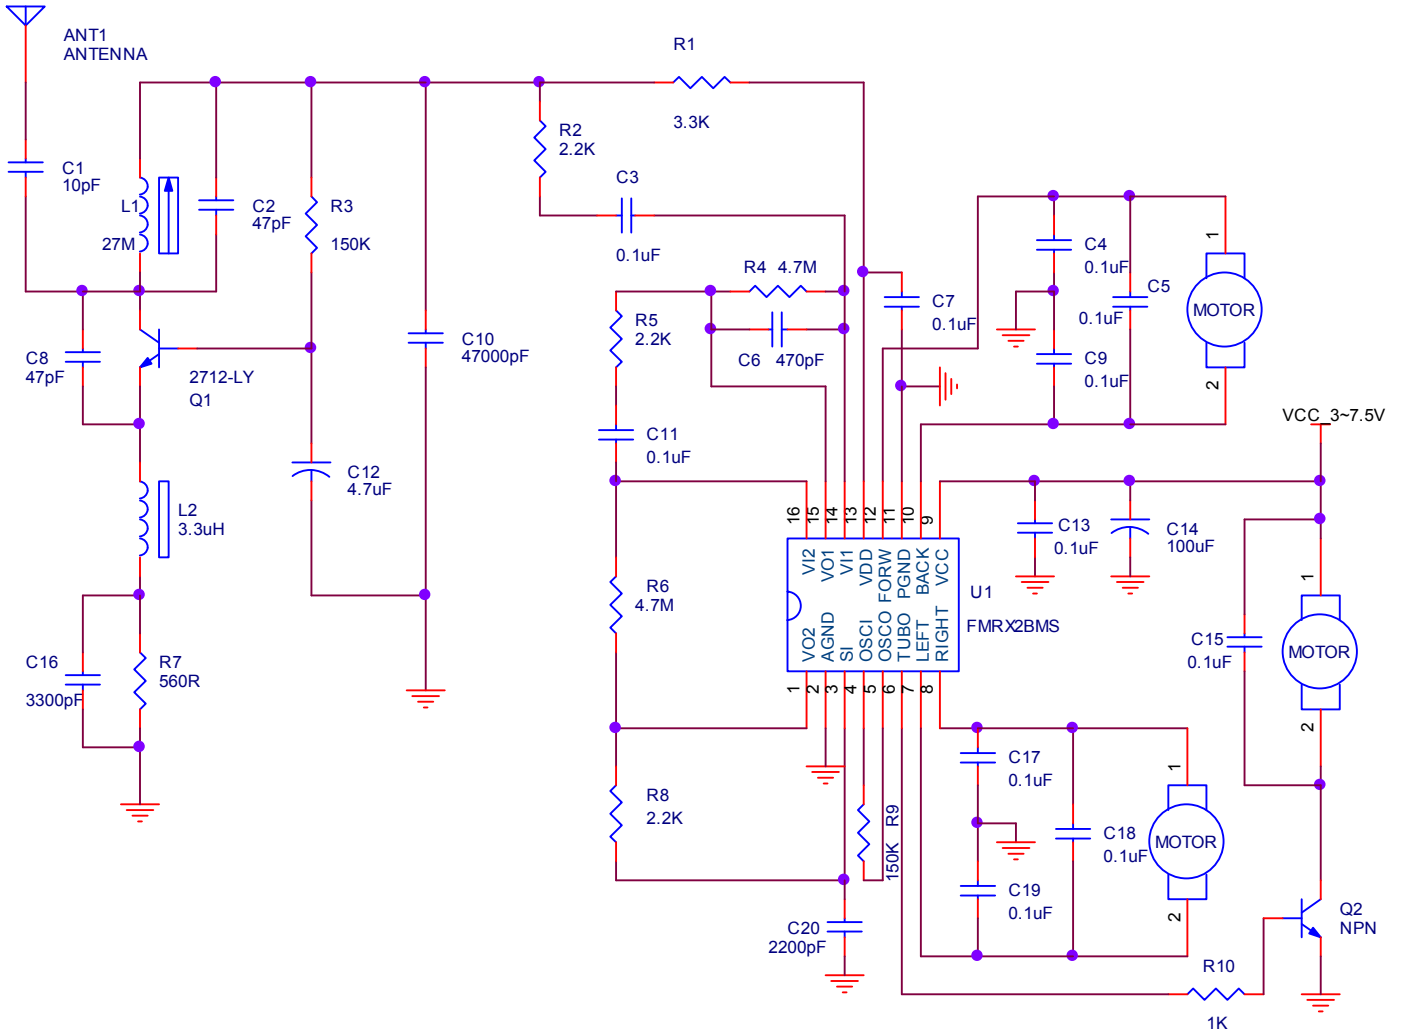 ANT1
ANTENNA
R1
3.3K
R2
2.2K
C1
10pF
L1
27M
C2
47pF
R3
150K
C3
0.1uF
R4 4.7M
C4
0.1uF
C5
0.1uF
1
MOTOR
2
R5
2.2K
C6 470pF
C7
0.1uF
C8
47pF
2712-LY
Q1
C10
47000pF
C9
0.1uF
VCC_3~7.5V
C11
0.1uF
C12
4.7uF
L2
3.3uH
16
15
14
13
12
11
10
9
VI2
VO1
VI1
VDD
FORW
PGND
BACK
VCC
VO2
AGND
SI
OSCI
OSCO
TUBO
LEFT
RIGHT
1
2
3
4
5
6
7
8
U1
FMRX2BMS
C13
0.1uF
C14
100uF
R6
4.7M
C15
0.1uF
1
MOTOR
2
C16
3300pF
R7
560R
R8
2.2K
R9
150K
C17
0.1uF
C18
0.1uF
1
MOTOR
2
C19
0.1uF
C20
2200pF
Q2
NPN
R10
1K